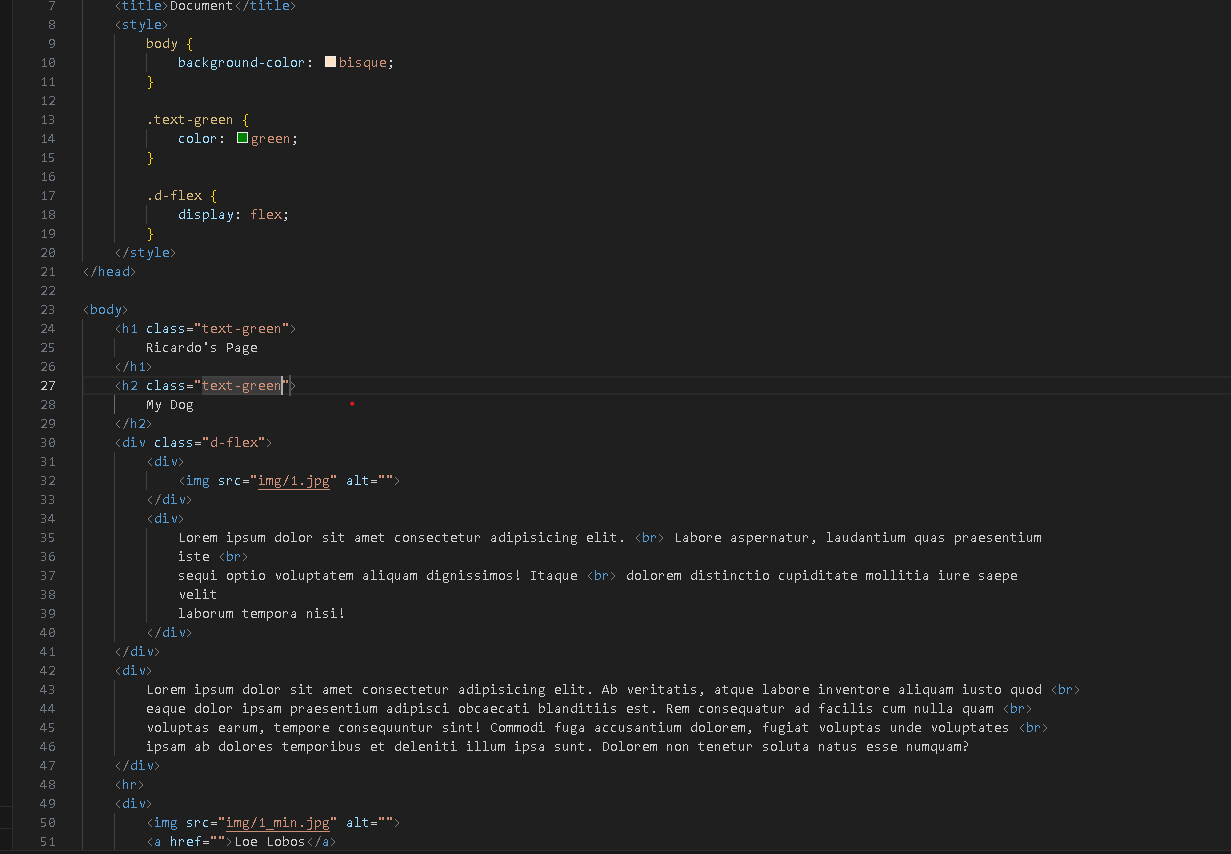 7 <title>Document</title>
8 <style>
9 body {
10 background-color: bisque;
11 }
12
13 .text-green {
14 color: green;
15 }
16
17 .d-flex {
18 display: flex;
19 }
20 </style>
21 </head>
22
23 <body>
24 <h1 class="text-green">
25 Ricardo's Page
26 </h1>
27 <h2 class="text-green">
28 My Dog
29 </h2>
30 <div class="d-flex">
31 <div>
32 <img src="img/1.jpg" alt="">
33 </div>
34 <div>
35 Lorem ipsum dolor sit amet consectetur adipisicing elit. <br> Labore aspernatur, laudantium quas praesentium
36 iste <br>
37 sequi optio voluptatem aliquam dignissimos! Itaque <br> dolorem distinctio cupiditate mollitia iure saepe
38 velit
39 laborum tempora nisi!
40 </div>
41 </div>
42 <div>
43 Lorem ipsum dolor sit amet consectetur adipisicing elit. Ab veritatis, atque labore inventore aliquam iusto quod <br>
44 eaque dolor ipsam praesentium adipisci obcaecati blanditiis est. Rem consequatur ad facilis cum nulla quam <br>
45 voluptas earum, tempore consequuntur sint! Commodi fuga accusantium dolorem, fugiat voluptas unde voluptates <br>
46 ipsam ab dolores temporibus et deleniti illum ipsa sunt. Dolorem non tenetur soluta natus esse numquam?
47 </div>
48 <hr>
49 <div>
50 <img src="img/1_min.jpg" alt="">
51 <a href="">Loe Lobos</a>